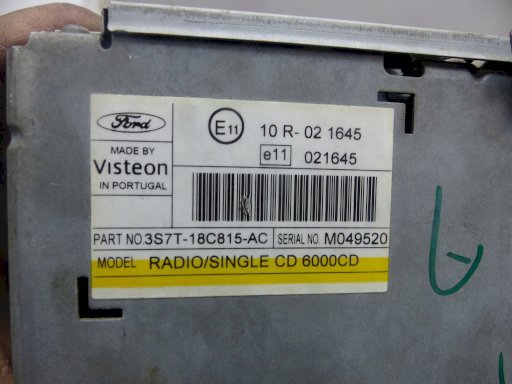 Ford
E11 10 R- 02 1645
MADE BY
Visteon
IN PORTUGAL
e11 021645
PART NO. 3S7T-18C815-AC SERIAL NO. M049520
MODEL RADIO/SINGLE CD 6000CD